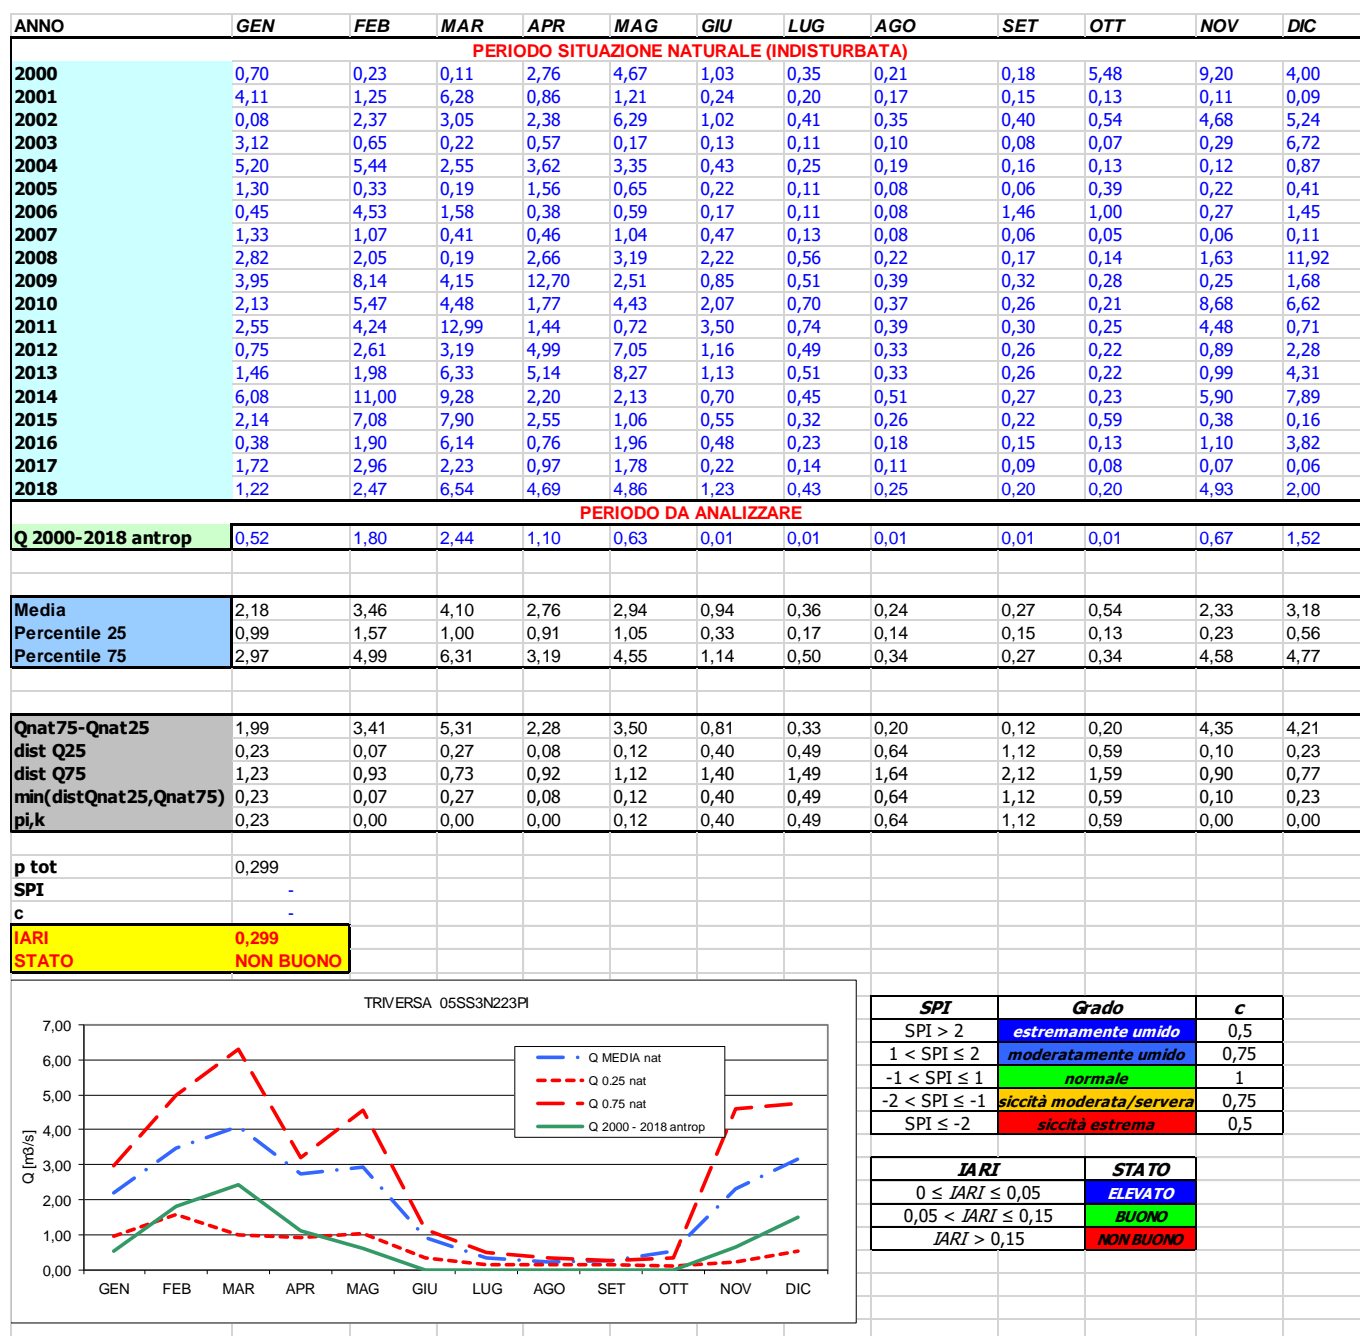 ANNO GEN FEB MAR APR MAG GIU LUG AGO SET OTT NOV DIC
PERIODO SITUAZIONE NATURALE (INDISTURBATA)
2000 0,70 0,23 0,11 2,76 4,67 1,03 0,35 0,21 0,18 5,48 9,20 4,00
2001 4,11 1,25 6,28 0,86 1,21 0,24 0,20 0,17 0,15 0,13 0,11 0,09
2002 0,08 2,37 3,05 2,38 6,29 1,02 0,41 0,35 0,40 0,54 4,68 5,24
2003 3,12 0,65 0,22 0,57 0,17 0,13 0,11 0,10 0,08 0,07 0,29 6,72
2004 5,20 5,44 2,55 3,62 3,35 0,43 0,25 0,19 0,16 0,13 0,12 0,87
2005 1,30 0,33 0,19 1,56 0,65 0,22 0,11 0,08 0,06 0,39 0,22 0,41
2006 0,45 4,53 1,58 0,38 0,59 0,17 0,11 0,08 1,46 1,00 0,27 1,45
2007 1,33 1,07 0,41 0,46 1,04 0,47 0,13 0,08 0,06 0,05 0,06 0,11
2008 2,82 2,05 0,19 2,66 3,19 2,22 0,56 0,22 0,17 0,14 1,63 11,92
2009 3,95 8,14 4,15 12,70 2,51 0,85 0,51 0,39 0,32 0,28 0,25 1,68
2010 2,13 5,47 4,48 1,77 4,43 2,07 0,70 0,37 0,26 0,21 8,68 6,62
2011 2,55 4,24 12,99 1,44 0,72 3,50 0,74 0,39 0,30 0,25 4,48 0,71
2012 0,75 2,61 3,19 4,99 7,05 1,16 0,49 0,33 0,26 0,22 0,89 2,28
2013 1,46 1,98 6,33 5,14 8,27 1,13 0,51 0,33 0,26 0,22 0,99 4,31
2014 6,08 11,00 9,28 2,20 2,13 0,70 0,45 0,51 0,27 0,23 5,90 7,89
2015 2,14 7,08 7,90 2,55 1,06 0,55 0,32 0,26 0,22 0,59 0,38 0,16
2016 0,38 1,90 6,14 0,76 1,96 0,48 0,23 0,18 0,15 0,13 1,10 3,82
2017 1,72 2,96 2,23 0,97 1,78 0,22 0,14 0,11 0,09 0,08 0,07 0,06
2018 1,22 2,47 6,54 4,69 4,86 1,23 0,43 0,25 0,20 0,20 4,93 2,00
PERIODO DA ANALIZZARE
Q 2000-2018 antrop 0,52 1,80 2,44 1,10 0,63 0,01 0,01 0,01 0,01 0,01 0,67 1,52
Media 2,18 3,46 4,10 2,76 2,94 0,94 0,36 0,24 0,27 0,54 2,33 3,18
Percentile 25 0,99 1,57 1,00 0,91 1,05 0,33 0,17 0,14 0,15 0,13 0,23 0,56
Percentile 75 2,97 4,99 6,31 3,19 4,55 1,14 0,50 0,34 0,27 0,34 4,58 4,77
Qnat75-Qnat25 1,99 3,41 5,31 2,28 3,50 0,81 0,33 0,20 0,12 0,20 4,35 4,21
dist Q25 0,23 0,07 0,27 0,08 0,12 0,40 0,49 0,64 1,12 0,59 0,10 0,23
dist Q75 1,23 0,93 0,73 0,92 1,12 1,40 1,49 1,64 2,12 1,59 0,90 0,77
min(distQnat25,Qnat75) 0,23 0,07 0,27 0,08 0,12 0,40 0,49 0,64 1,12 0,59 0,10 0,23
pi,k 0,23 0,00 0,00 0,00 0,12 0,40 0,49 0,64 1,12 0,59 0,00 0,00
p tot 0,299
SPI -
c -
IARI 0,299
STATO NON BUONO
TRIVERSA 05SS3N223PI
Q [m3/s]
7,00
6,00
5,00
4,00
3,00
2,00
1,00
0,00
GEN FEB MAR APR MAG GIU LUG AGO SET OTT NOV DIC
Q MEDIA nat
Q 0.25 nat
Q 0.75 nat
Q 2000 - 2018 antrop
SPI Grado c
SPI > 2 estremamente umido 0,5
1 < SPI ≤ 2 moderatamente umido 0,75
-1 < SPI ≤ 1 normale 1
-2 < SPI ≤ -1 siccità moderata/servera 0,75
SPI ≤ -2 siccità estrema 0,5
IARI STATO
0 ≤ IARI ≤ 0,05 ELEVATO
0,05 < IARI ≤ 0,15 BUONO
IARI > 0,15 NON BUONO